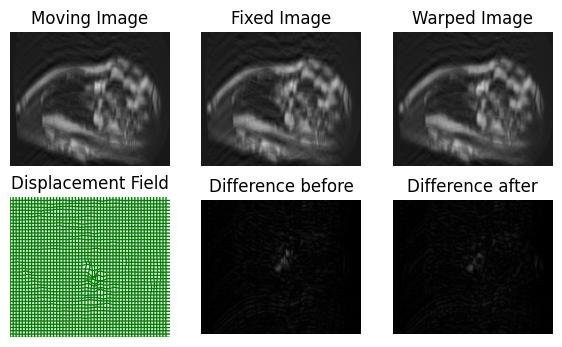 Moving Image
Fixed Image
Warped Image
Displacement Field
Difference before
Difference after